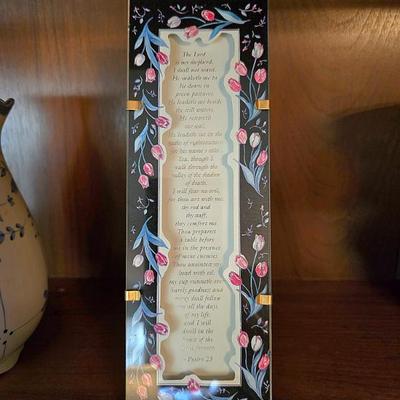 The Lord
is my shepherd,
I shall not want.
He maketh me to
lie down in
green pastures.
He leadeth me beside
the still waters.
He restoreth
my soul.
He leadeth me in the
paths of righteousness
in his name's sake.
Yea, though I
walk through the
valley of the shadow
of death,
I will fear no evil,
for thou art with me;
thy rod and
thy staff,
they comfort me.
Thou preparest
a table before
me in the presence
of mine enemies.
Thou anointest my
head with oil;
my cup runneth over
Surely goodness and
mercy shall follow
me all the days
of my life,
and I will
dwell in the
house of the
Lord forever.
- Psalm 23